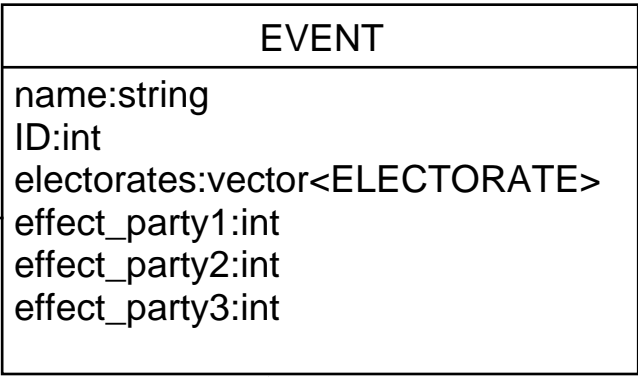 EVENT
name:string
ID:int
electorates:vector<ELECTORATE>
effect_party1:int
effect_party2:int
effect_party3:int